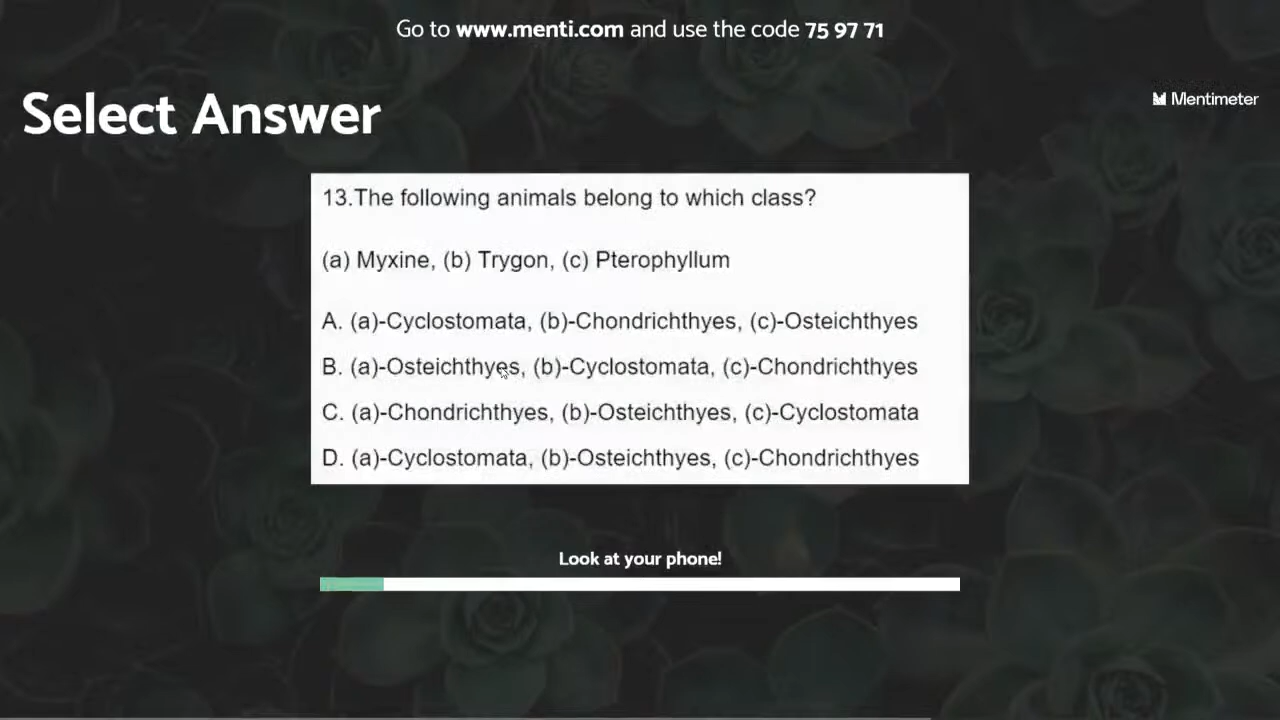 Go to www.menti.com and use the code 75 97 71
Select Answer
Mentimeter
13.The following animals belong to which class?
(a) Myxine, (b) Trygon, (c) Pterophyllum
A. (a)-Cyclostomata, (b)-Chondrichthyes, (c)-Osteichthyes
B. (a)-Osteichthyes, (b)-Cyclostomata, (c)-Chondrichthyes
C. (a)-Chondrichthyes, (b)-Osteichthyes, (c)-Cyclostomata
D. (a)-Cyclostomata, (b)-Osteichthyes, (c)-Chondrichthyes
Look at your phone!